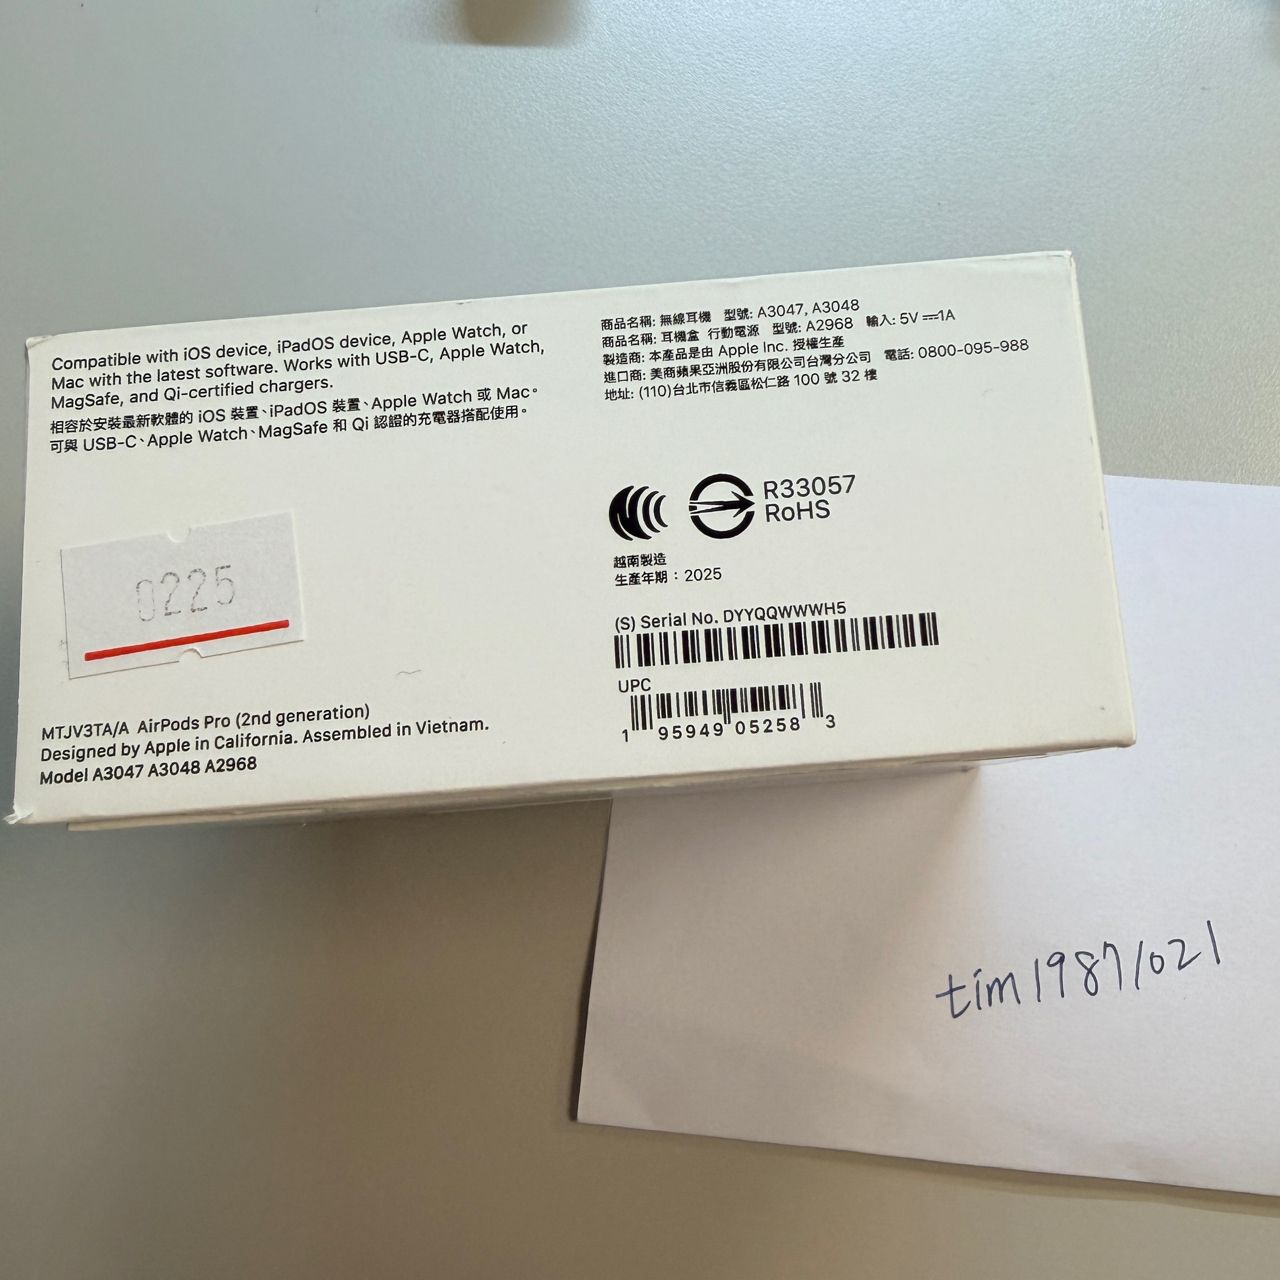 Compatible with iOS device, iPadOS device, Apple Watch, or
Mac with the latest software. Works with USB-C, Apple Watch,
MagSafe, and Qi-certified chargers.
相容於安裝最新軟體的 iOS 裝置、iPadOS 裝置、Apple Watch 或 Mac。
可與 USB-C、Apple Watch、MagSafe 和 Qi 認證的充電器搭配使用。
0225
MTJV3TA/A AirPods Pro (2nd generation)
Designed by Apple in California. Assembled in Vietnam.
Model A3047 A3048 A2968
商品名稱: 無線耳機 型號: A3047, A3048
商品名稱: 耳機盒 行動電源 型號: A2968 輸入: 5V⎓1A
製造商: 本產品是由 Apple Inc. 授權生產
進口商: 美商蘋果亞洲股份有限公司台灣分公司 電話: 0800-095-988
地址: (110)台北市信義區松仁路 100 號 32 樓
R33057
RoHS
越南製造
生產年期：2025
(S) Serial No. DYYQQWWWH5
UPC
1 95949 05258 3
tim1987/021